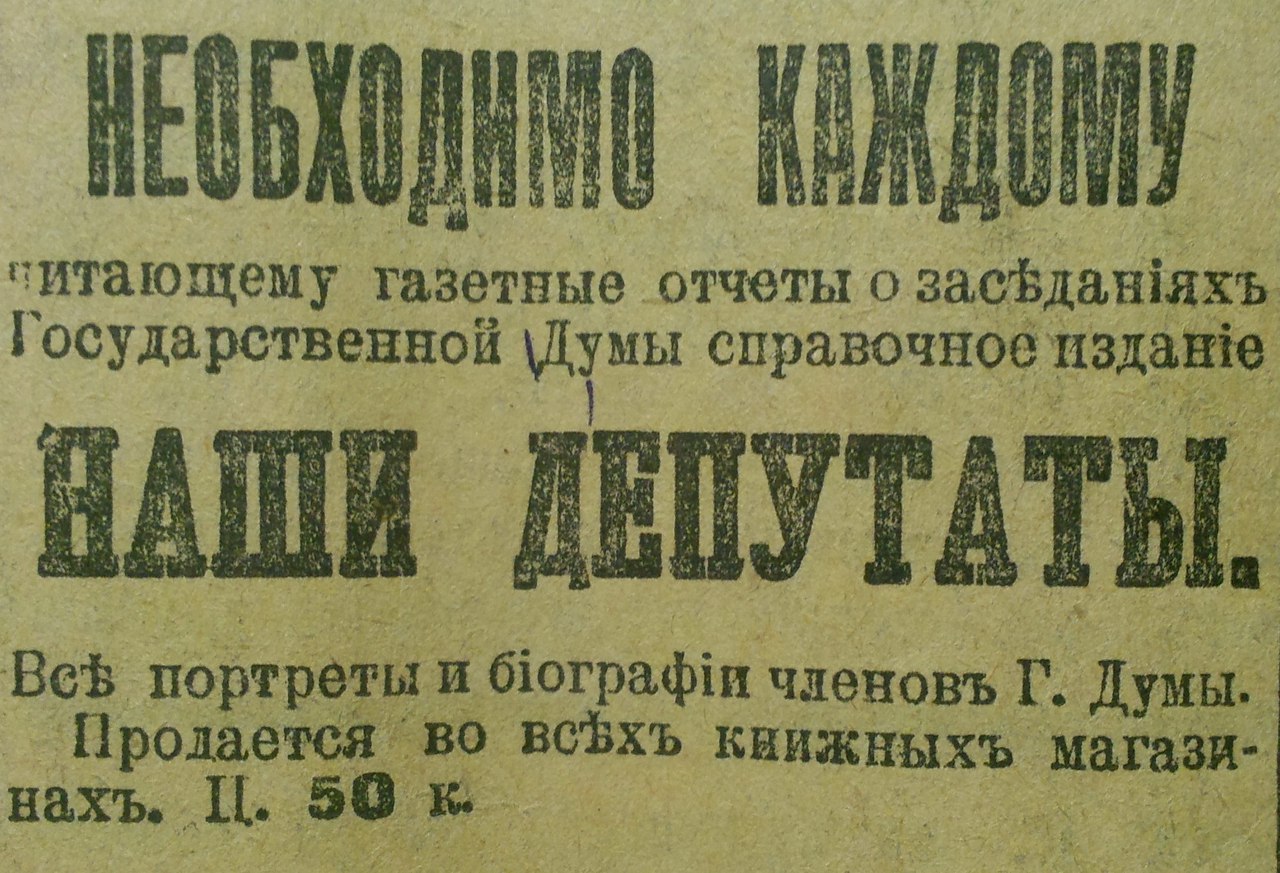 НЕОБХОДИМО КАЖДОМУ
читающему газетные отчеты о засѣданіяхъ
Государственной Думы справочное изданіе
НАШИ ДЕПУТАТЫ.
Всѣ портреты и біографіи членовъ Г. Думы.
Продается во всѣхъ книжныхъ магази-
нахъ. Ц. 50 к.